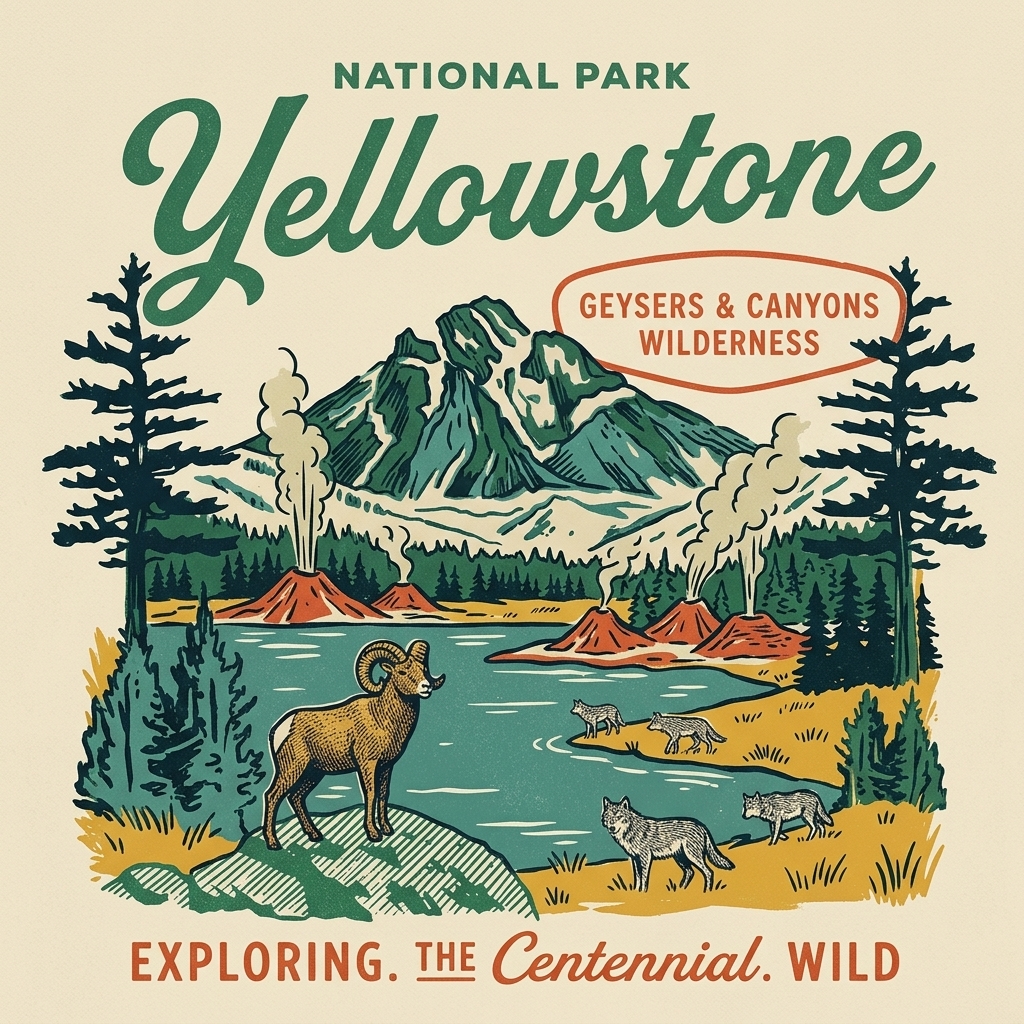 NATIONAL PARK
Yellowstone
GEYSERS & CANYONS
WILDERNESS
EXPLORING. THE Centennial. WILD